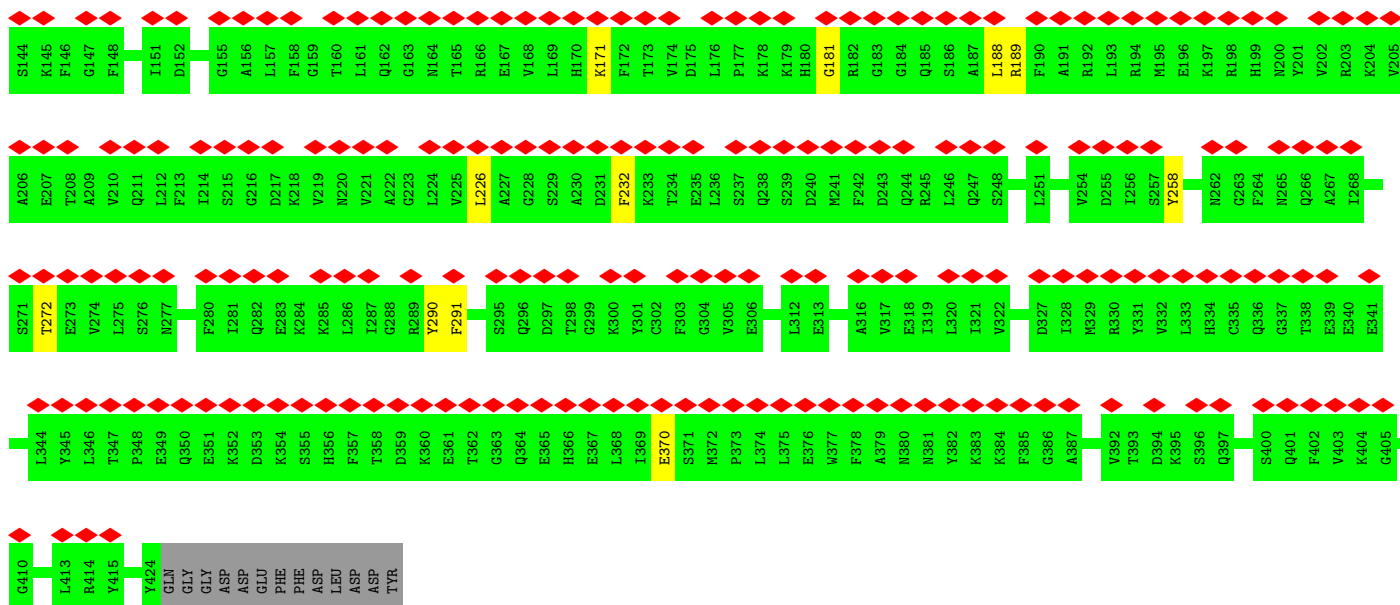 S144 K145 F146 G147 F148 I151 D152 G155 A156 L157 F158 G159 T160 L161 Q162 G163 N164 T165 R166 E167 V168 L169 H170 K171 F172 T173 V174 D175 L176 P177 K178 K179 H180 G181 R182 G183 G184 Q185 S186 A187 L188 R189 F190 A191 R192 L193 R194 M195 E196 K197 R198 H199 N200 Y201 V202 R203 K204 V205
A206 E207 T208 A209 V210 Q211 L212 F213 I214 S215 G216 D217 K218 V219 N220 V221 A222 G223 L224 V225 L226 A227 G228 S229 A230 D231 F232 K233 T234 E235 L236 S237 Q238 S239 D240 M241 F242 D243 Q244 R245 L246 Q247 S248 L251 V254 D255 I256 S257 Y258 N262 G263 F264 N265 Q266 A267 I268
S271 T272 E273 V274 L275 S276 N277 F280 I281 Q282 E283 K284 K285 L286 I287 G288 R289 Y290 F291 S295 Q296 D297 T298 G299 K300 Y301 C302 F303 G304 V305 E306 L312 E313 A316 V317 E318 I319 L320 I321 V322 D327 I328 M329 R330 Y331 V332 L333 H334 C335 Q336 G337 T338 E339 E340 E341
L344 Y345 L346 T347 P348 E349 Q350 E351 K352 D353 K354 S355 H356 F357 T358 D359 K360 E361 T362 G363 Q364 E365 H366 E367 L368 I369 E370 S371 M372 P373 L374 L375 E376 W377 F378 A379 N380 N381 Y382 K383 K384 F385 G386 A387 V392 T393 D394 K395 S396 Q397 S400 Q401 F402 V403 K404 G405
G410 L413 R414 Y415 Y424 GLN GLY GLY ASP ASP GLU PHE PHE ASP LEU ASP ASP TYR